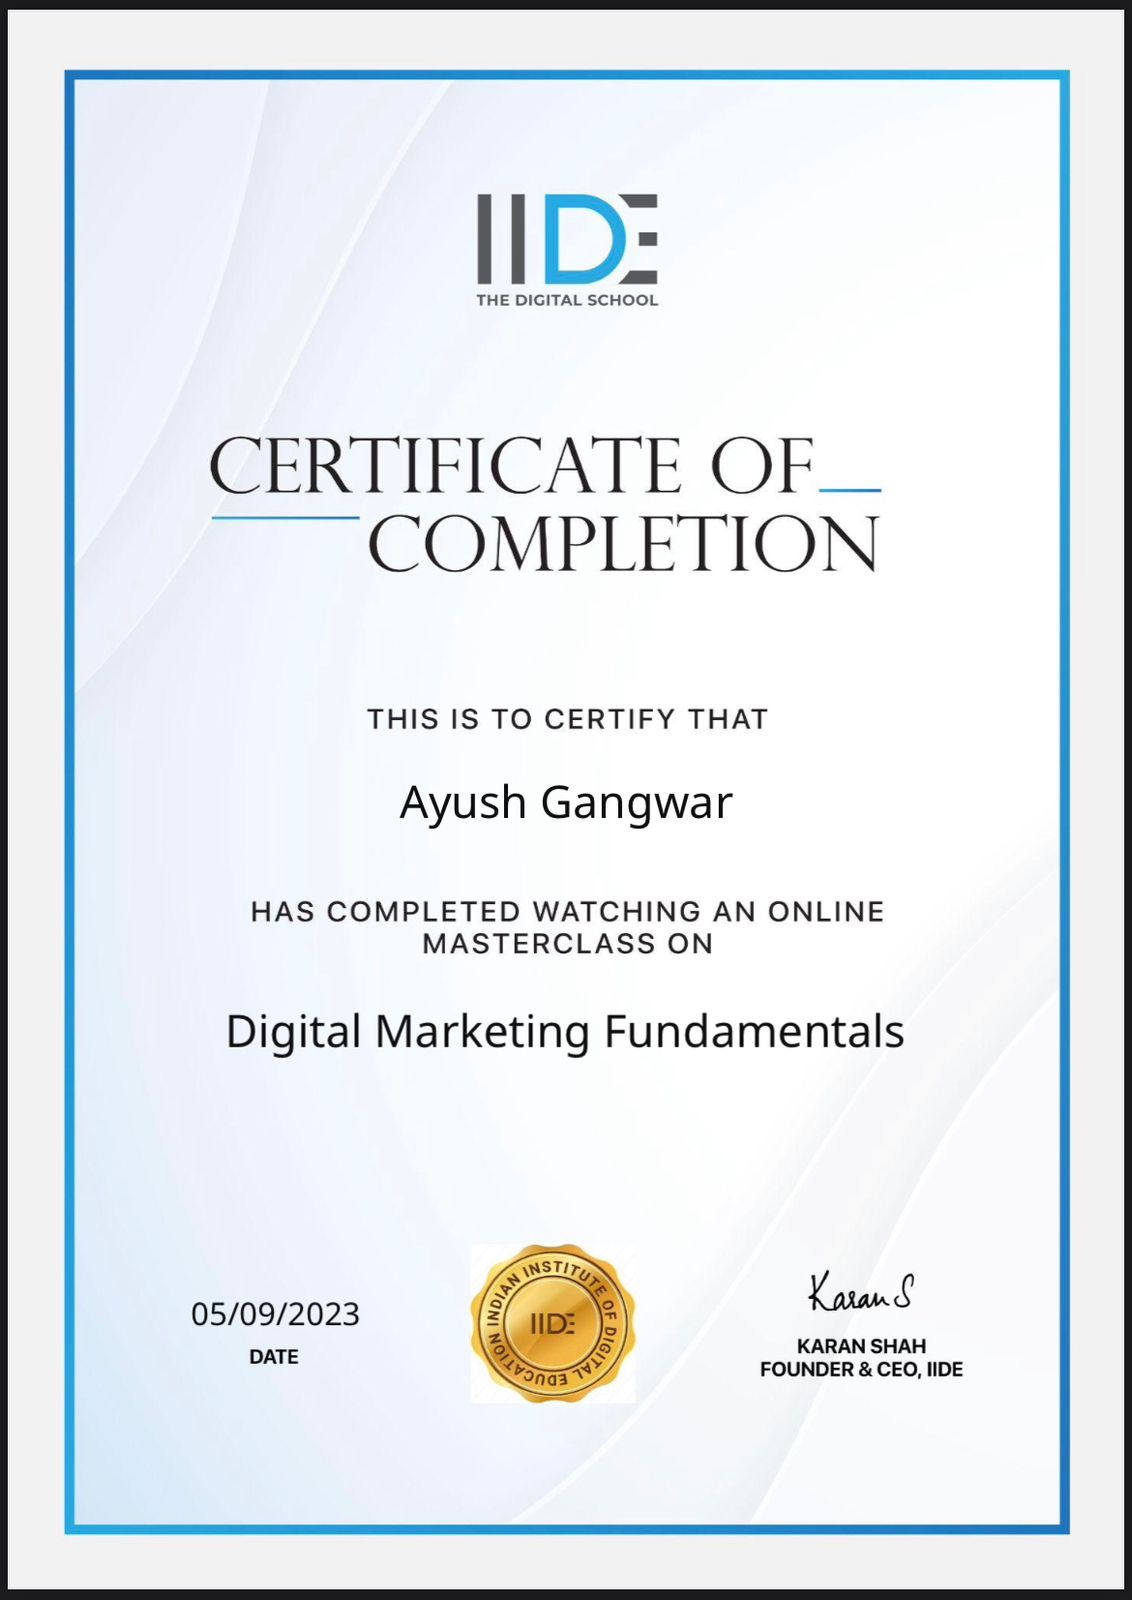 IIDE
THE DIGITAL SCHOOL
CERTIFICATE OF
COMPLETION
THIS IS TO CERTIFY THAT
Ayush Gangwar
HAS COMPLETED WATCHING AN ONLINE
MASTERCLASS ON
Digital Marketing Fundamentals
05/09/2023
DATE
INDIAN INSTITUTE OF DIGITAL EDUCATION
IIDE
Karan S
KARAN SHAH
FOUNDER & CEO, IIDE